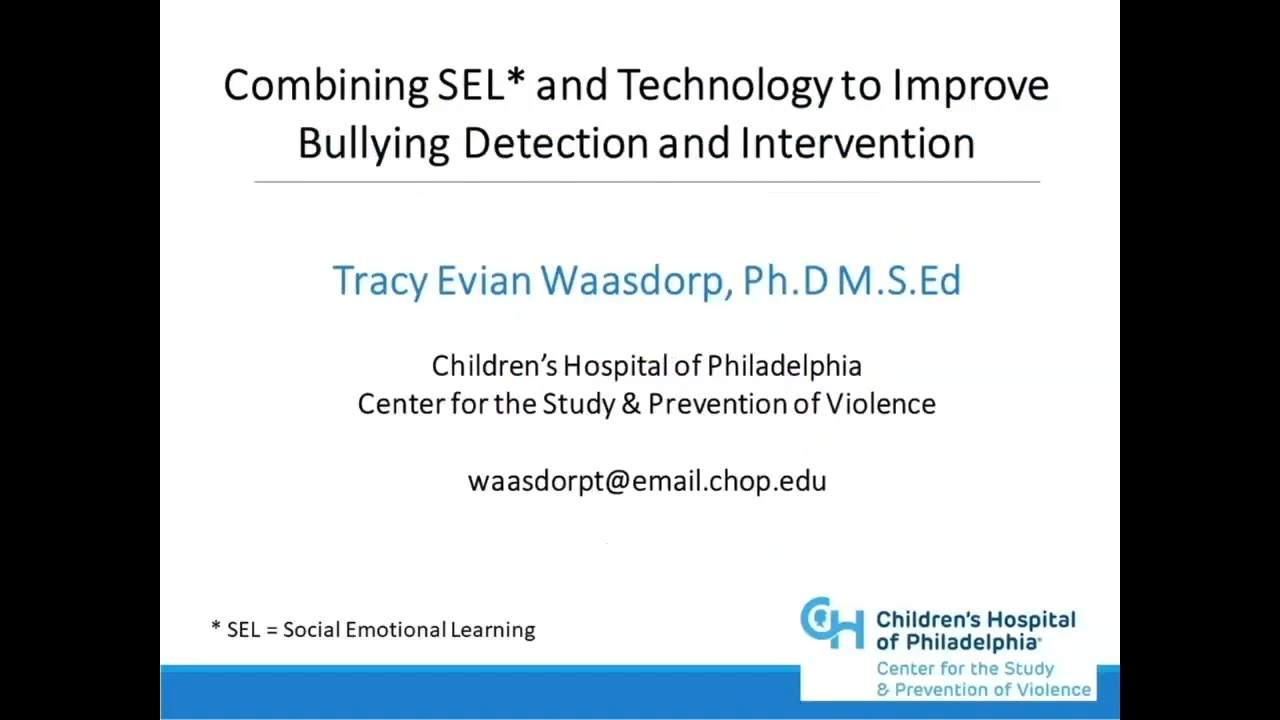 Combining SEL* and Technology to Improve
Bullying Detection and Intervention
Tracy Evian Waasdorp, Ph.D M.S.Ed
Children’s Hospital of Philadelphia
Center for the Study & Prevention of Violence
waasdorpt@email.chop.edu
* SEL = Social Emotional Learning
CH
Children’s Hospital
of Philadelphia®
Center for the Study
& Prevention of Violence